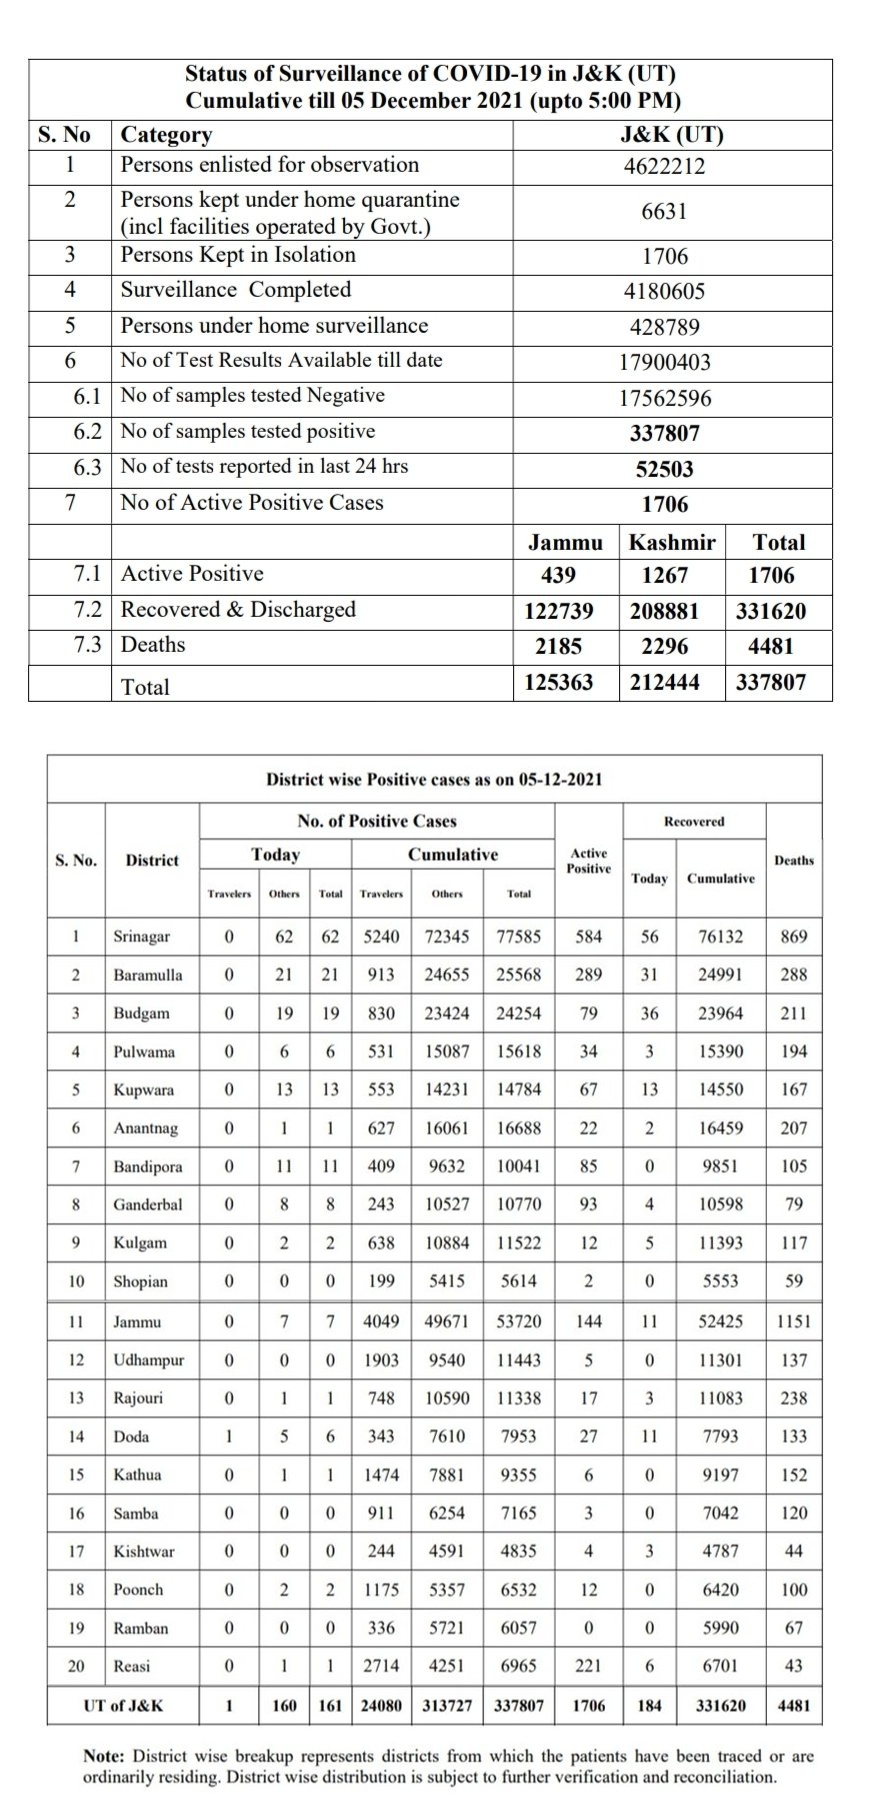 Status of Surveillance of COVID-19 in J&K (UT)
Cumulative till 05 December 2021 (upto 5:00 PM)
S. No Category J&K (UT)
1 Persons enlisted for observation 4622212
2 Persons kept under home quarantine
(incl facilities operated by Govt.) 6631
3 Persons Kept in Isolation 1706
4 Surveillance Completed 4180605
5 Persons under home surveillance 428789
6 No of Test Results Available till date 17900403
6.1 No of samples tested Negative 17562596
6.2 No of samples tested positive 337807
6.3 No of tests reported in last 24 hrs 52503
7 No of Active Positive Cases 1706
Jammu Kashmir Total
7.1 Active Positive 439 1267 1706
7.2 Recovered & Discharged 122739 208881 331620
7.3 Deaths 2185 2296 4481
Total 125363 212444 337807
District wise Positive cases as on 05-12-2021
S. No. District No. of Positive Cases Active Positive Recovered Deaths
Today Cumulative Today Cumulative
Travelers Others Total Travelers Others Total
1 Srinagar 0 62 62 5240 72345 77585 584 56 76132 869
2 Baramulla 0 21 21 913 24655 25568 289 31 24991 288
3 Budgam 0 19 19 830 23424 24254 79 36 23964 211
4 Pulwama 0 6 6 531 15087 15618 34 3 15390 194
5 Kupwara 0 13 13 553 14231 14784 67 13 14550 167
6 Anantnag 0 1 1 627 16061 16688 22 2 16459 207
7 Bandipora 0 11 11 409 9632 10041 85 0 9851 105
8 Ganderbal 0 8 8 243 10527 10770 93 4 10598 79
9 Kulgam 0 2 2 638 10884 11522 12 5 11393 117
10 Shopian 0 0 0 199 5415 5614 2 0 5553 59
11 Jammu 0 7 7 4049 49671 53720 144 11 52425 1151
12 Udhampur 0 0 0 1903 9540 11443 5 0 11301 137
13 Rajouri 0 1 1 748 10590 11338 17 3 11083 238
14 Doda 1 5 6 343 7610 7953 27 11 7793 133
15 Kathua 0 1 1 1474 7881 9355 6 0 9197 152
16 Samba 0 0 0 911 6254 7165 3 0 7042 120
17 Kishtwar 0 0 0 244 4591 4835 4 3 4787 44
18 Poonch 0 2 2 1175 5357 6532 12 0 6420 100
19 Ramban 0 0 0 336 5721 6057 0 0 5990 67
20 Reasi 0 1 1 2714 4251 6965 221 6 6701 43
UT of J&K 1 160 161 24080 313727 337807 1706 184 331620 4481
Note: District wise breakup represents districts from which the patients have been traced or are
ordinarily residing. District wise distribution is subject to further verification and reconciliation.